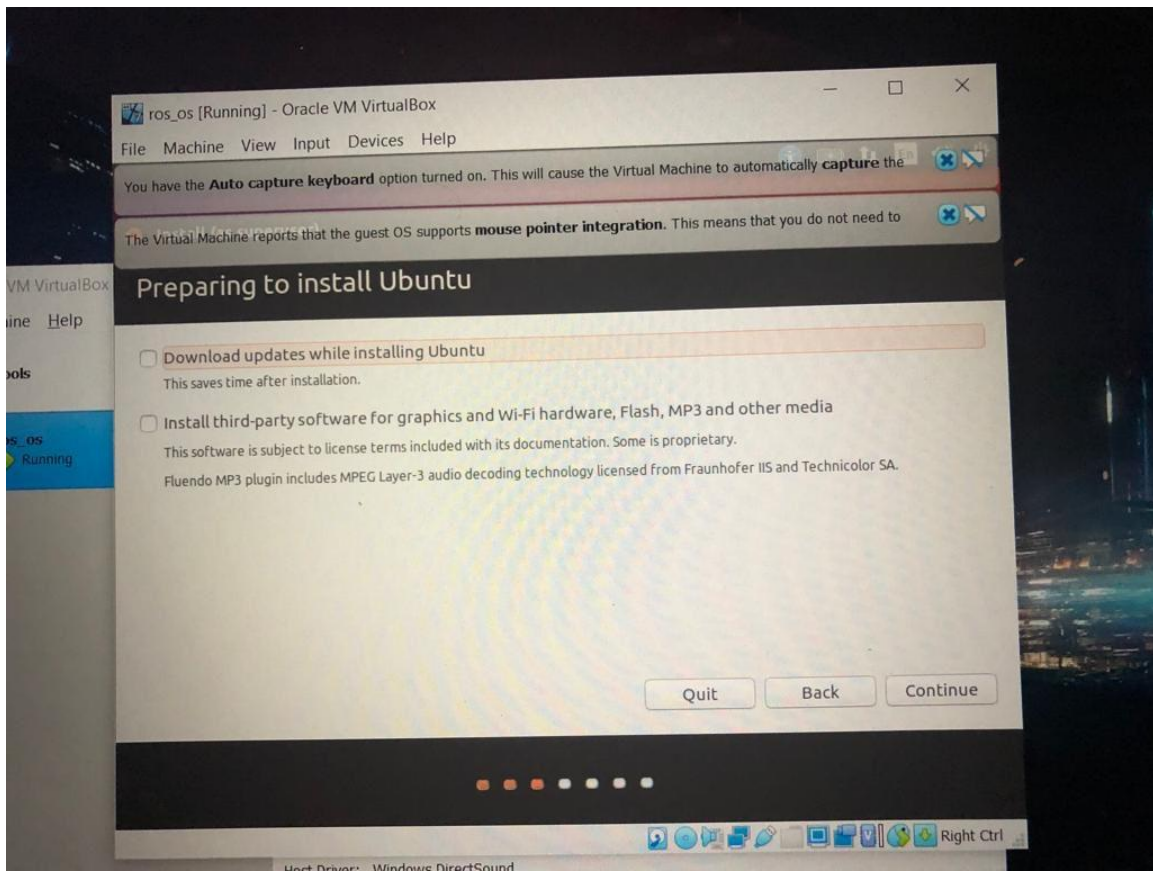 ros_os [Running] - Oracle VM VirtualBox
File Machine View Input Devices Help
You have the Auto capture keyboard option turned on. This will cause the Virtual Machine to automatically capture the
The Virtual Machine reports that the guest OS supports mouse pointer integration. This means that you do not need to
VM VirtualBox
Help
Running
Preparing to install Ubuntu
Download updates while installing Ubuntu
This saves time after installation.
Install third-party software for graphics and Wi-Fi hardware, Flash, MP3 and other media
This software is subject to license terms included with its documentation. Some is proprietary.
Fluendo MP3 plugin includes MPEG Layer-3 audio decoding technology licensed from Fraunhofer IIS and Technicolor SA.
Quit Back Continue
Right Ctrl
Host Driver: Windows DirectSound